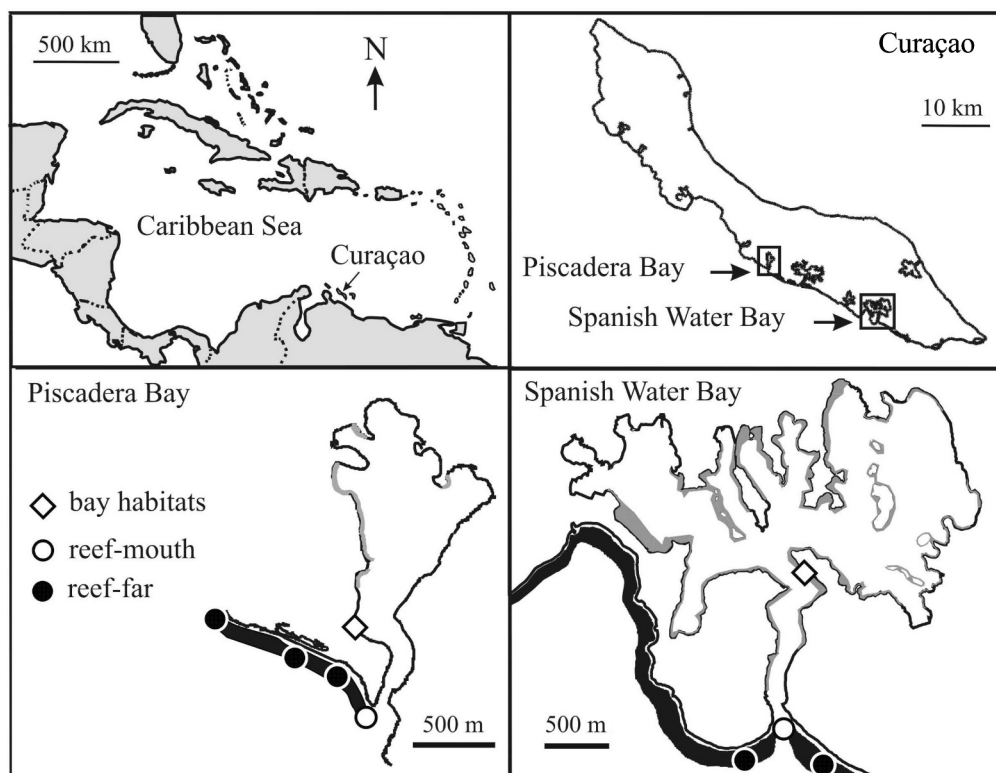 500 km
N
Caribbean Sea
Curaçao
Curaçao
10 km
Piscadera Bay
Spanish Water Bay
Piscadera Bay
bay habitats
reef-mouth
reef-far
500 m
Spanish Water Bay
500 m